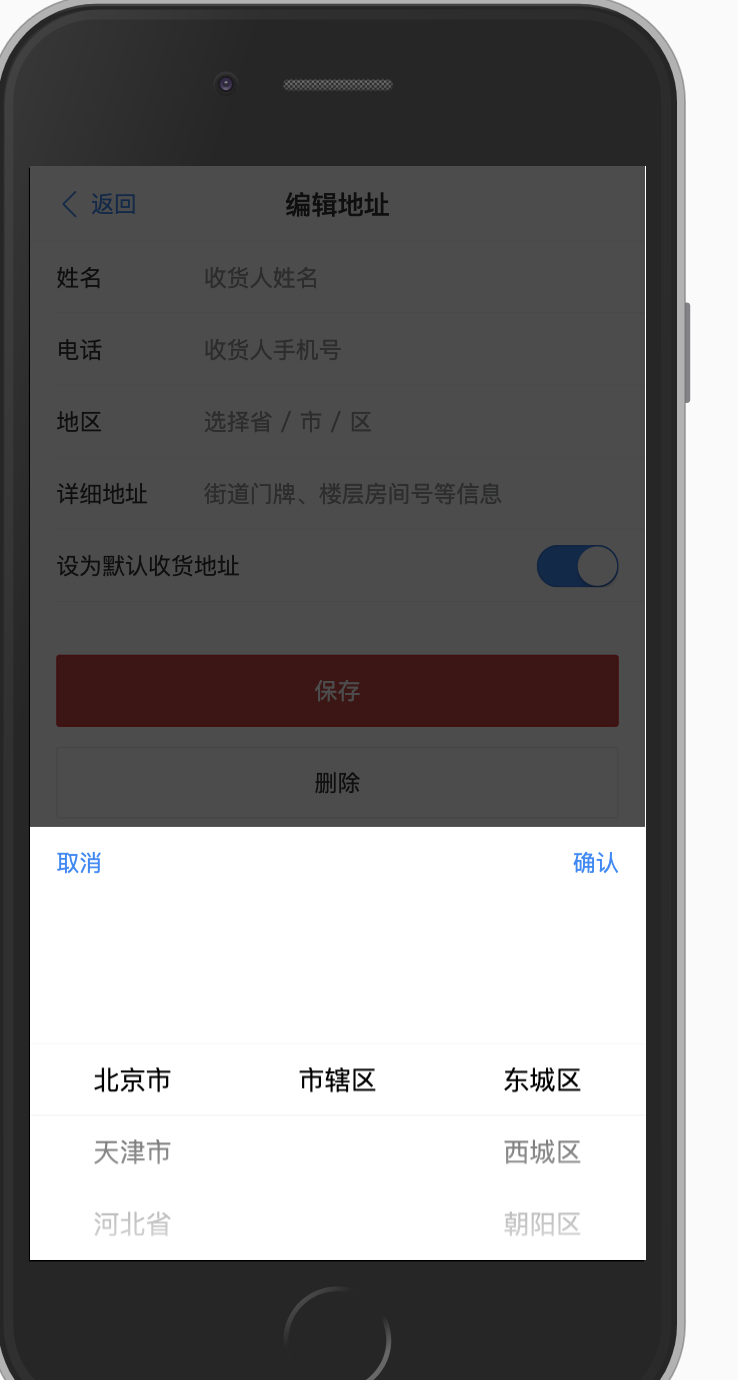 返回 编辑地址
姓名 收货人姓名
电话 收货人手机号
地区 选择省 / 市 / 区
详细地址 街道门牌、楼层房间号等信息
设为默认收货地址
保存
删除
取消 确认
北京市 市辖区 东城区
天津市 西城区
河北省 朝阳区